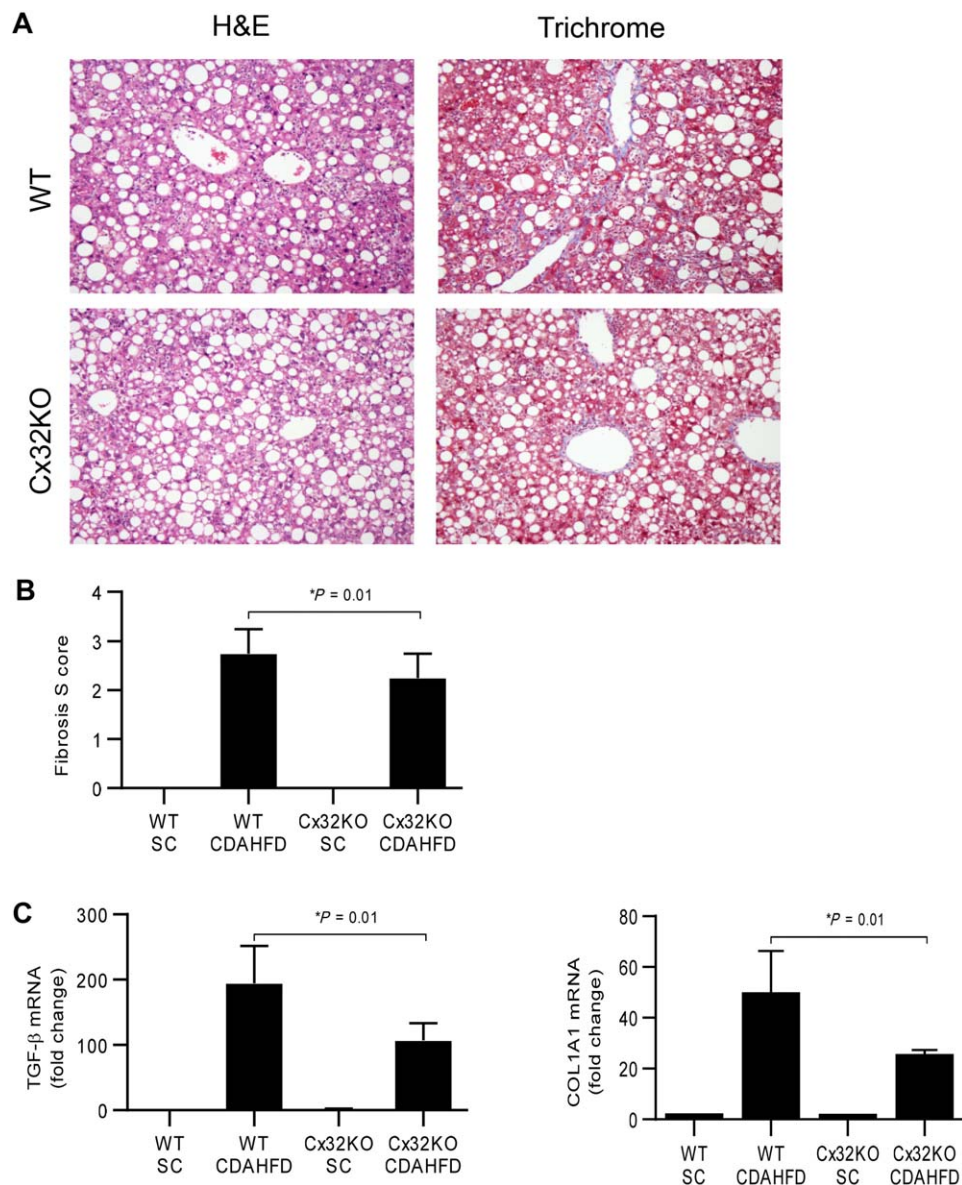 A
H&E
Trichrome
WT
Cx32KO
B
Fibrosis S core
4
3
2
1
0
*P = 0.01
WT
SC
WT
CDAHFD
Cx32KO
SC
Cx32KO
CDAHFD
C
TGF-β mRNA
(fold change)
300
200
100
0
*P = 0.01
WT
SC
WT
CDAHFD
Cx32KO
SC
Cx32KO
CDAHFD
COL1A1 mRNA
(fold change)
80
60
40
20
0
*P = 0.01
WT
SC
WT
CDAHFD
Cx32KO
SC
Cx32KO
CDAHFD